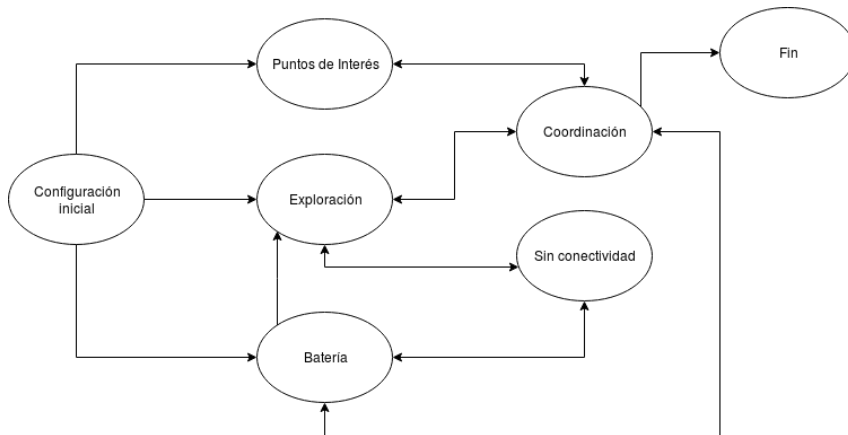 Puntos de Interés
Fin
Coordinación
Configuración
inicial
Exploración
Sin conectividad
Batería